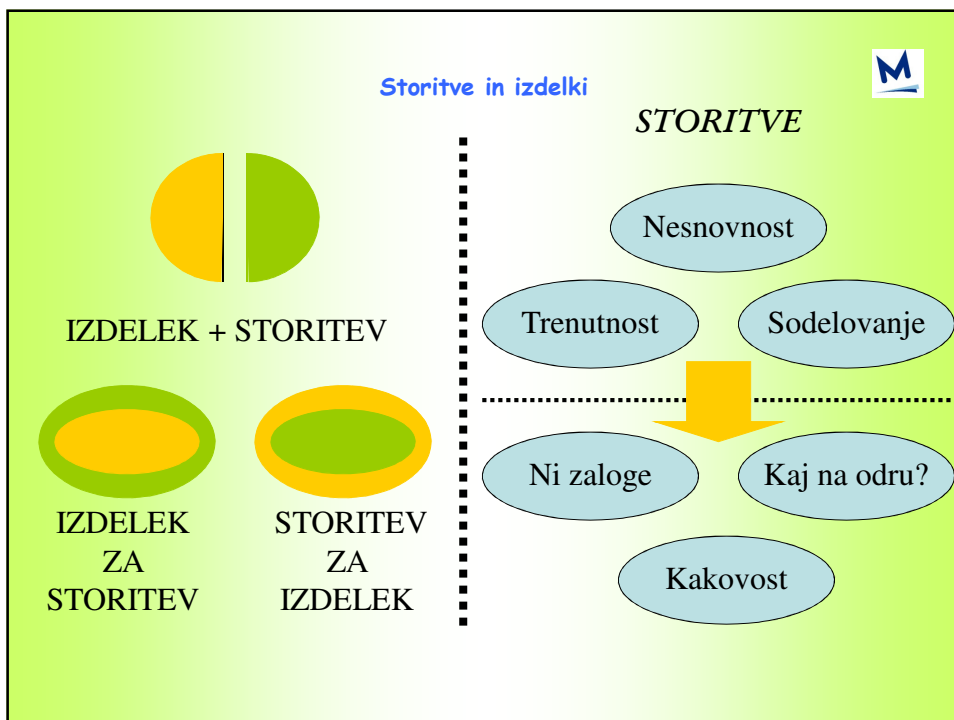 Storitve in izdelki
M
IZDELEK + STORITEV
IZDELEK
ZA
STORITEV
STORITEV
ZA
IZDELEK
STORITVE
Nesnovnost
Trenutnost
Sodelovanje
Ni zaloge
Kaj na odru?
Kakovost